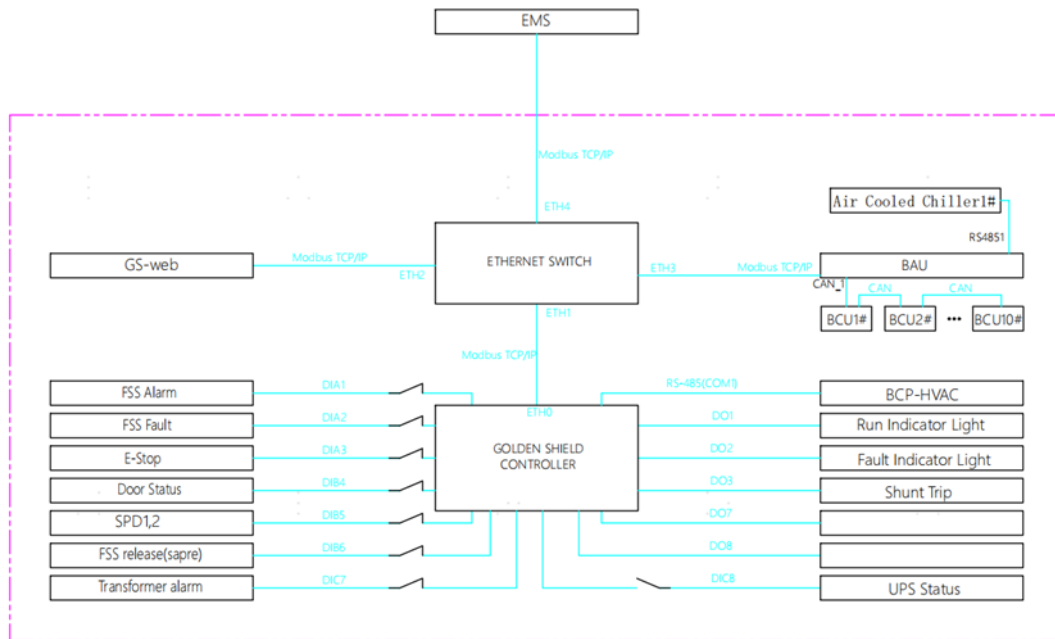 EMS
Modbus TCP/IP
ETH4
Air Cooled Chiller1#
RS4851
GS-web
Modbus TCP/IP
ETH2
ETHERNET SWITCH
ETH3
Modbus TCP/IP
BAU
CAN_1
CAN
CAN
BCU1#
BCU2#
•••
BCU10#
ETH1
Modbus TCP/IP
FSS Alarm
DIA1
RS-485(COM1)
BCP-HVAC
ETH0
FSS Fault
DIA2
DO1
Run Indicator Light
GOLDEN SHIELD
CONTROLLER
E-Stop
DIA3
DO2
Fault Indicator Light
Door Status
DIB4
DO3
Shunt Trip
SPD1,2
DIB5
-DO7
FSS release(sapre)
DIB6
DO8
Transformer alarm
DIC7
DIC8
UPS Status